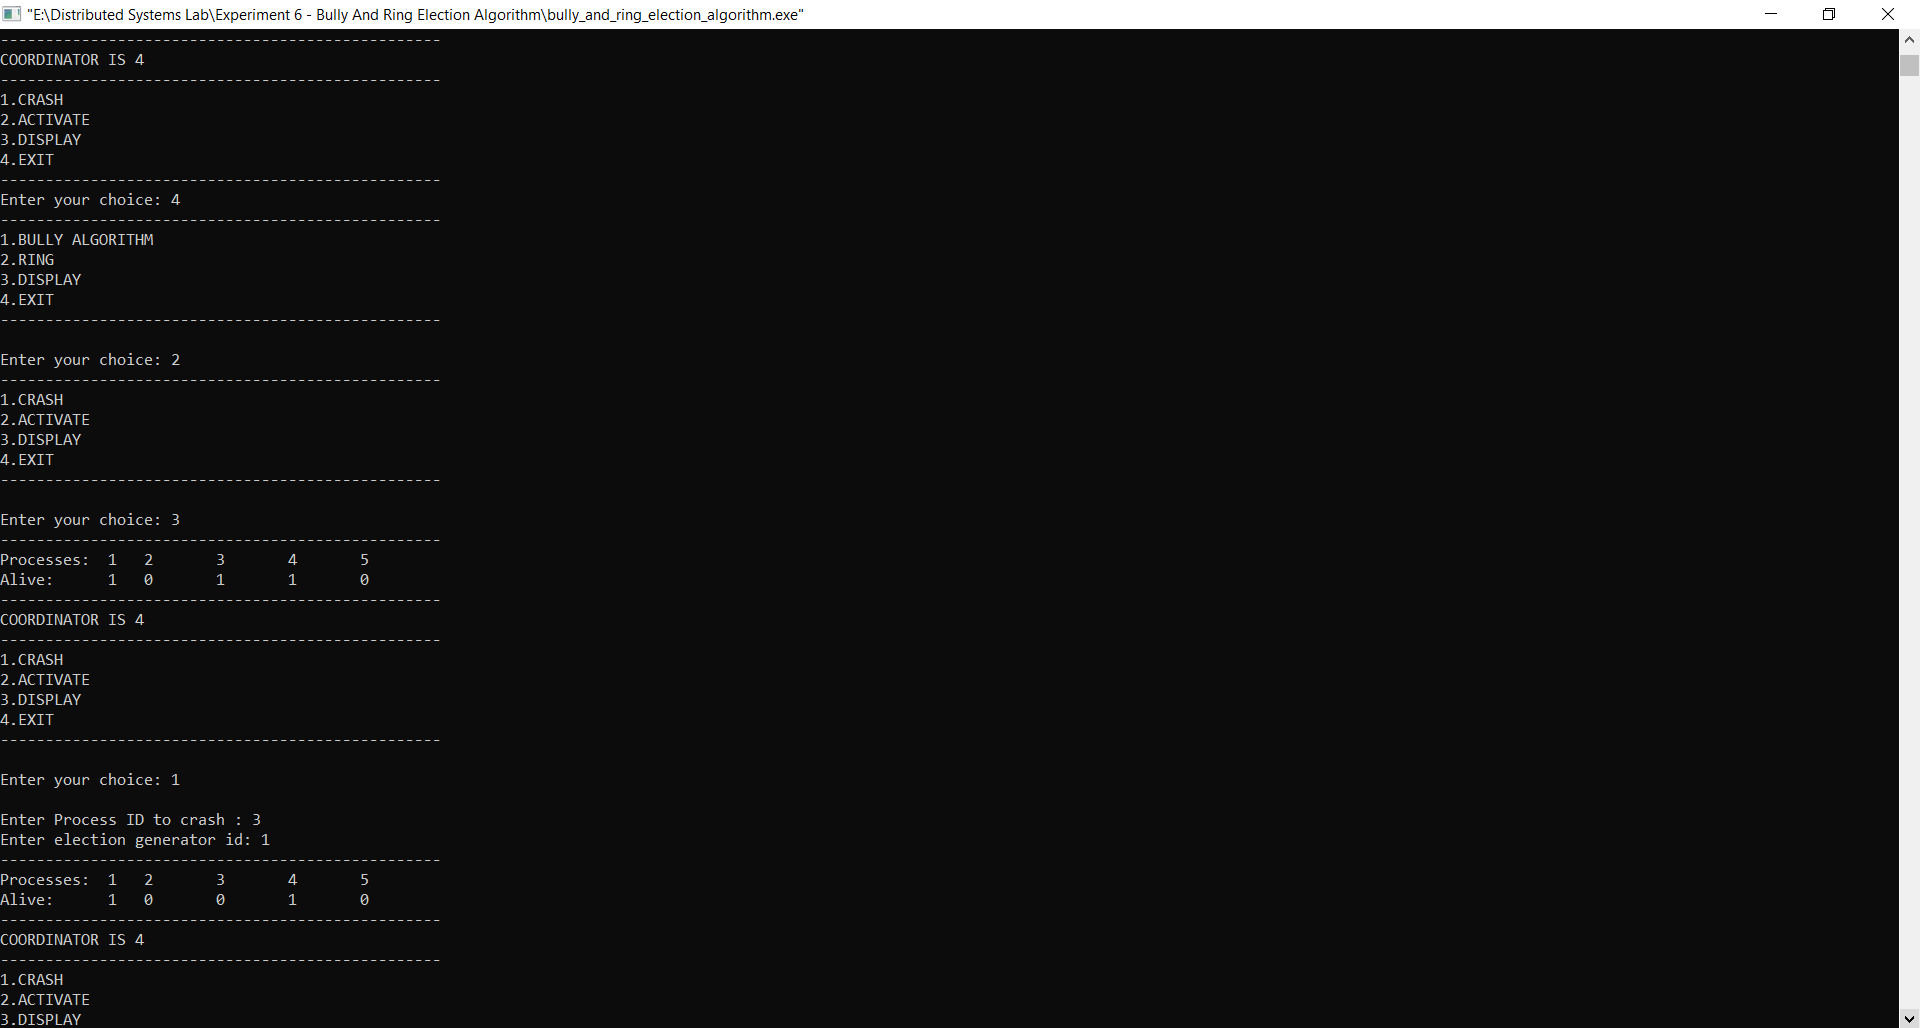 "E:\Distributed Systems Lab\Experiment 6 - Bully And Ring Election Algorithm\bully_and_ring_election_algorithm.exe"
-------------------------------------------------
COORDINATOR IS 4
-------------------------------------------------
1.CRASH
2.ACTIVATE
3.DISPLAY
4.EXIT
-------------------------------------------------
Enter your choice: 4
-------------------------------------------------
1.BULLY ALGORITHM
2.RING
3.DISPLAY
4.EXIT
-------------------------------------------------
Enter your choice: 2
-------------------------------------------------
1.CRASH
2.ACTIVATE
3.DISPLAY
4.EXIT
-------------------------------------------------
Enter your choice: 3
-------------------------------------------------
Processes:  1   2       3       4       5
Alive:      1   0       1       1       0
-------------------------------------------------
COORDINATOR IS 4
-------------------------------------------------
1.CRASH
2.ACTIVATE
3.DISPLAY
4.EXIT
-------------------------------------------------
Enter your choice: 1
Enter Process ID to crash : 3
Enter election generator id: 1
-------------------------------------------------
Processes:  1   2       3       4       5
Alive:      1   0       0       1       0
-------------------------------------------------
COORDINATOR IS 4
-------------------------------------------------
1.CRASH
2.ACTIVATE
3.DISPLAY